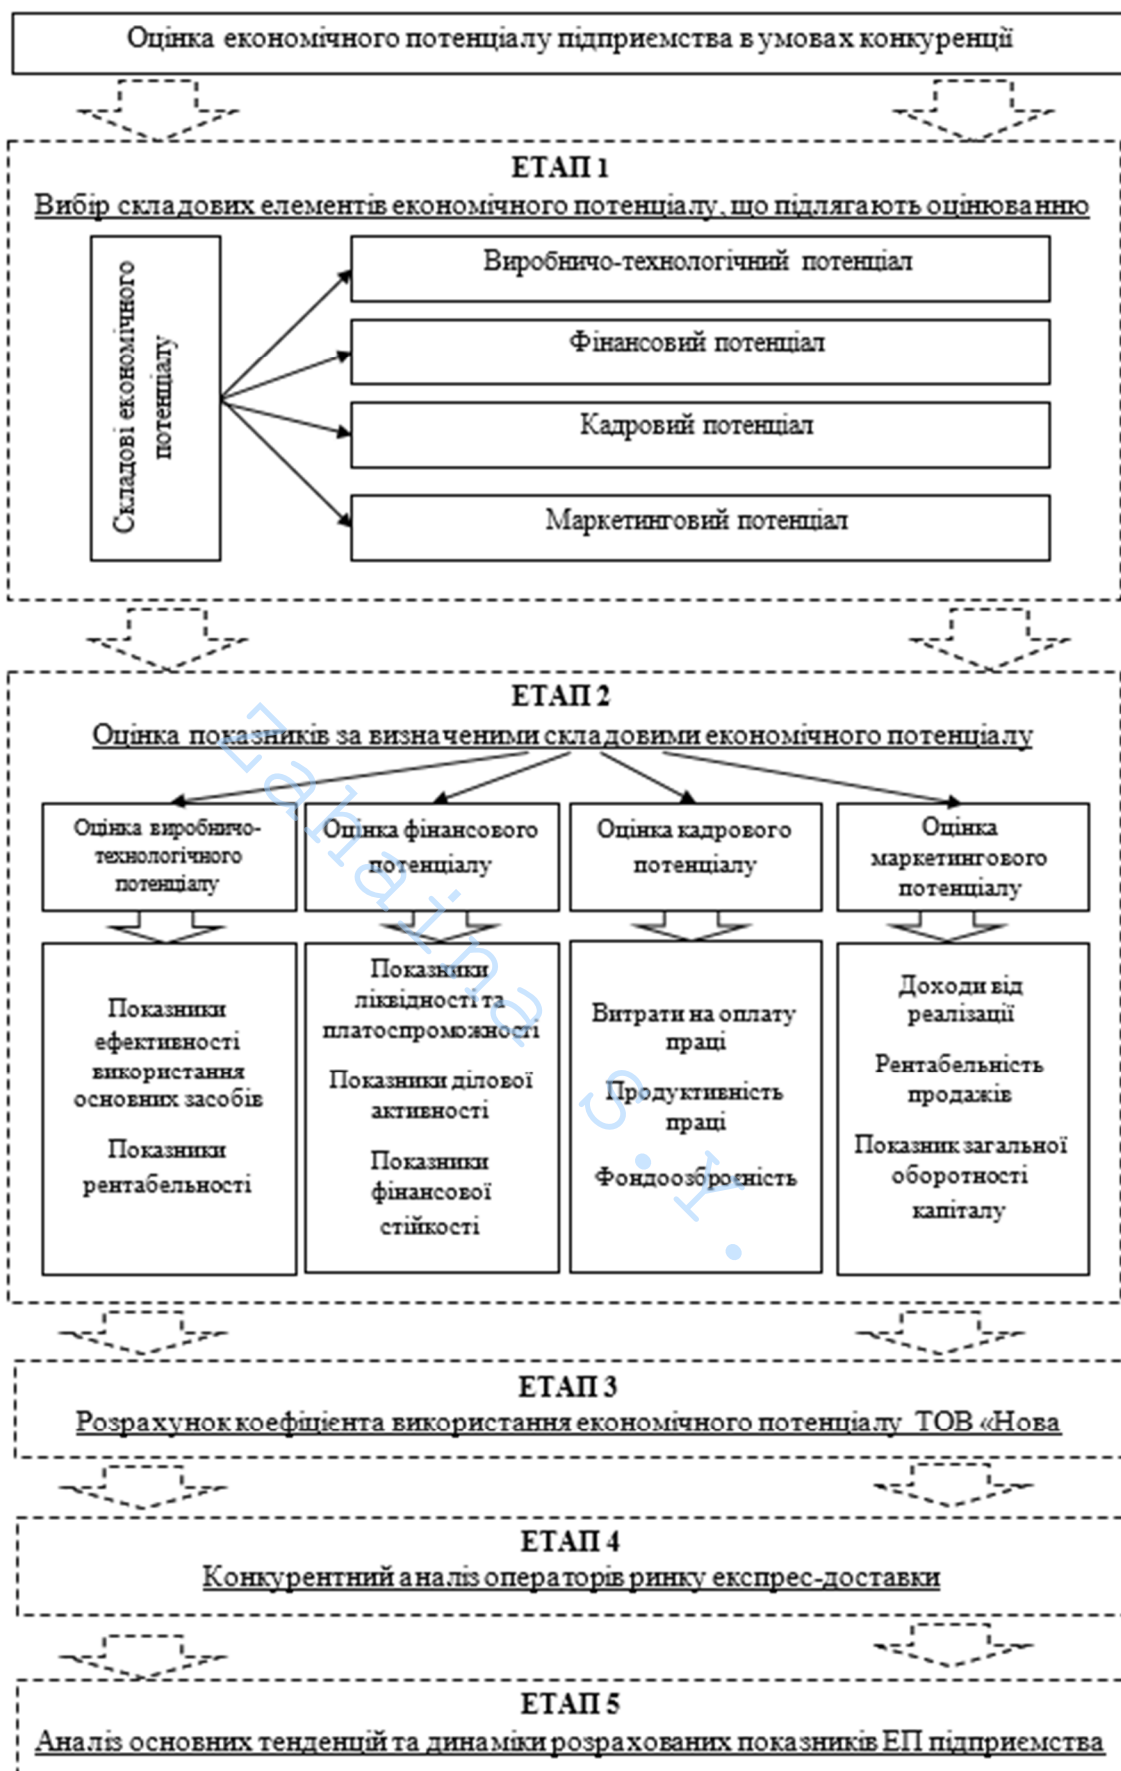 Оцінка економічного потенціалу підприємства в умовах конкуренції
ЕТАП 1
Вибір складових елементів економічного потенціалу, що підлягають оцінюванню
Складові економічного
потенціалу
Виробничо-технологічний потенціал
Фінансовий потенціал
Кадровий потенціал
Маркетинговий потенціал
ЕТАП 2
Оцінка показників за визначеними складовими економічного потенціалу
Оцінка виробничо-
технологічного
потенціалу
Оцінка фінансового
потенціалу
Оцінка кадрового
потенціалу
Оцінка
маркетингового
потенціалу
Показники
ефективності
використання
основних засобів
Показники
рентабельності
Показники
ліквідності та
платоспроможності
Показники ділової
активності
Показники
фінансової
стійкості
Витрати на оплату
праці
Продуктивність
праці
Фондоозброєність
Доходи від
реалізації
Рентабельність
продажів
Показник загальної
оборотності
капіталу
ЕТАП 3
Розрахунок коефіцієнта використання економічного потенціалу ТОВ «Нова
ЕТАП 4
Конкурентний аналіз операторів ринку експрес-доставки
ЕТАП 5
Аналіз основних тенденцій та динаміки розрахованих показників ЕП підприємства
zahaina s.y.